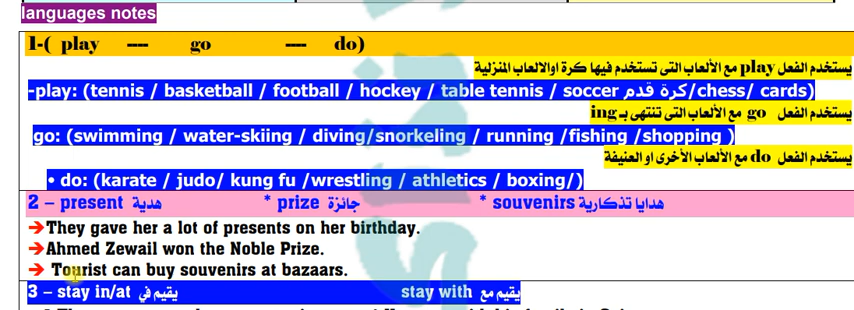 languages notes
1-( play ---- go ---- do)
يستخدم الفعل play مع الألعاب التى تستخدم فيها كرة اوالالعاب المنزلية
-play: (tennis / basketball / football / hockey / table tennis / soccer كرة قدم/chess/ cards)
يستخدم الفعل go مع الألعاب التى تنتهى بـ ing
go: (swimming / water-skiing / diving/snorkeling / running /fishing /shopping )
يستخدم الفعل do مع الألعاب الأخرى او العنيفة
• do: (karate / judo/ kung fu /wrestling / athletics / boxing/)
2 – present هدية * prize جائزة * souvenirs هدايا تذكارية
➔They gave her a lot of presents on her birthday.
➔Ahmed Zewail won the Noble Prize.
➔ Tourist can buy souvenirs at bazaars.
3 – stay in/at يقيم في stay with يقيم مع